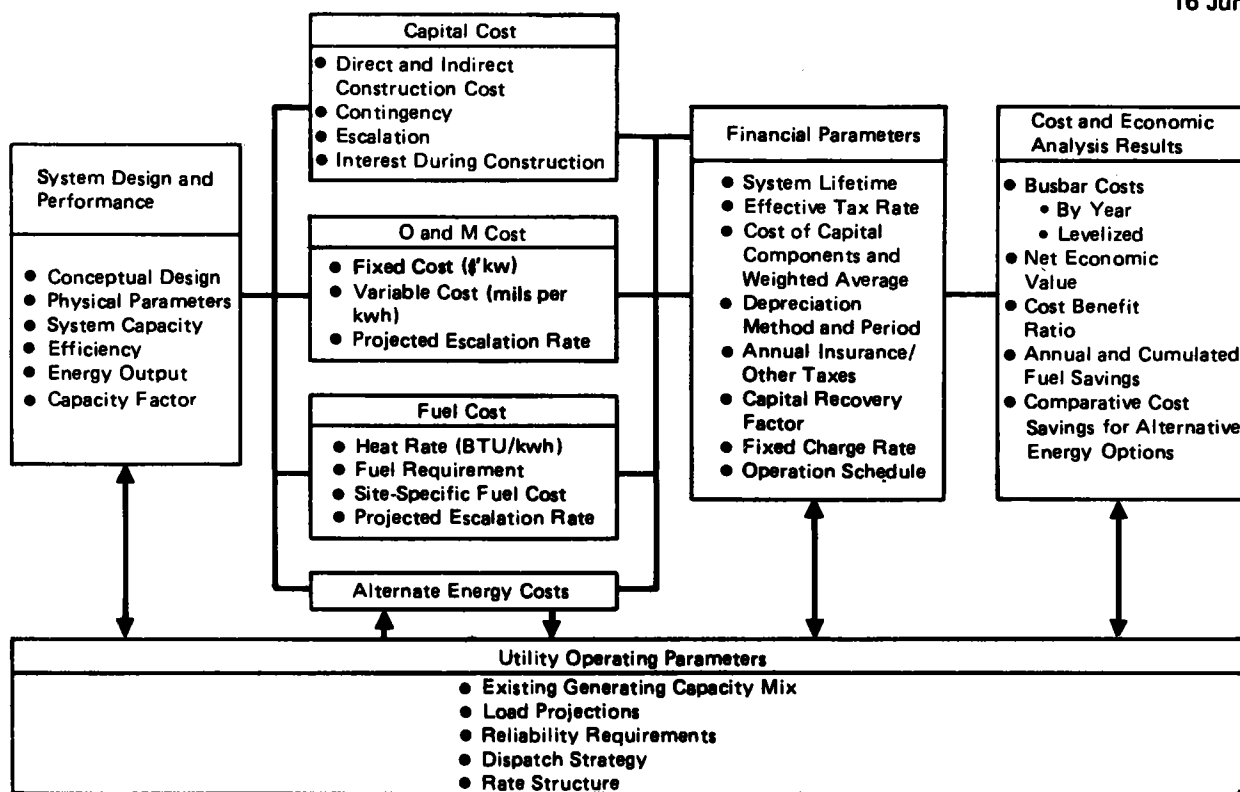 16 Jun
Capital Cost
● Direct and Indirect
Construction Cost
● Contingency
● Escalation
● Interest During Construction
System Design and
Performance
● Conceptual Design
● Physical Parameters
● System Capacity
● Efficiency
● Energy Output
● Capacity Factor
O and M Cost
● Fixed Cost ($'kw)
● Variable Cost (mils per
kwh)
● Projected Escalation Rate
Fuel Cost
● Heat Rate (BTU/kwh)
● Fuel Requirement
● Site-Specific Fuel Cost
● Projected Escalation Rate
Alternate Energy Costs
Financial Parameters
● System Lifetime
● Effective Tax Rate
● Cost of Capital
Components and
Weighted Average
● Depreciation
Method and Period
● Annual Insurance/
Other Taxes
● Capital Recovery
Factor
● Fixed Charge Rate
● Operation Schedule
Cost and Economic
Analysis Results
● Busbar Costs
● By Year
● Levelized
● Net Economic
Value
● Cost Benefit
Ratio
● Annual and Cumulated
Fuel Savings
● Comparative Cost
Savings for Alternative
Energy Options
Utility Operating Parameters
● Existing Generating Capacity Mix
● Load Projections
● Reliability Requirements
● Dispatch Strategy
● Rate Structure